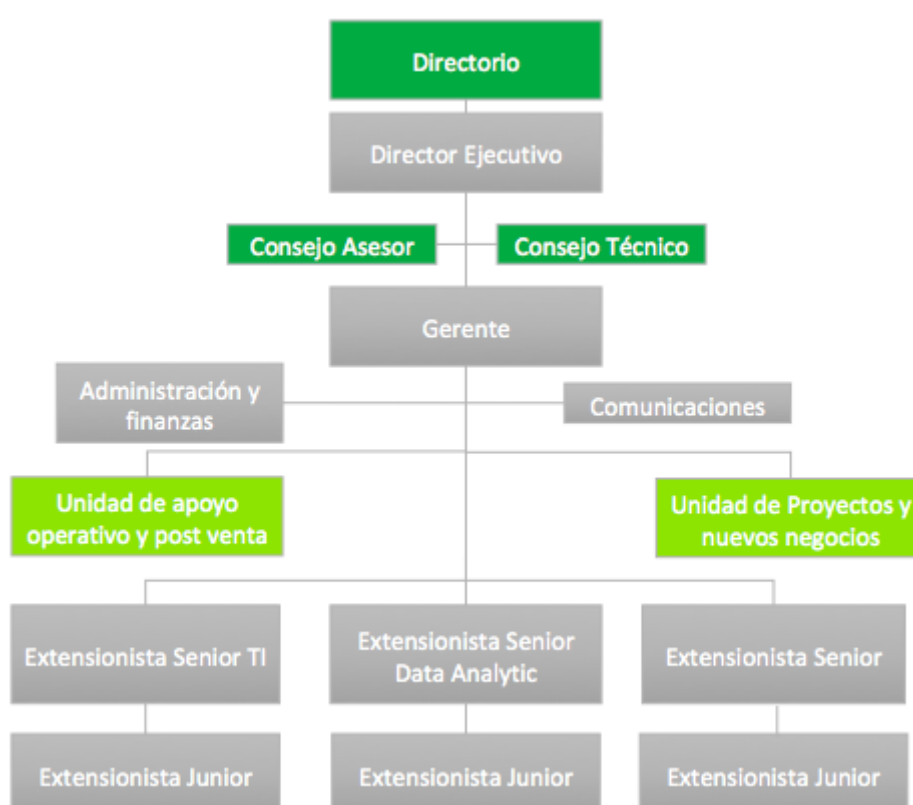 Directorio
Director Ejecutivo
Consejo Asesor
Consejo Técnico
Gerente
Administración y
finanzas
Comunicaciones
Unidad de apoyo
operativo y post venta
Unidad de Proyectos y
nuevos negocios
Extensionista Senior TI
Extensionista Senior
Data Analytic
Extensionista Senior
Extensionista Junior
Extensionista Junior
Extensionista Junior